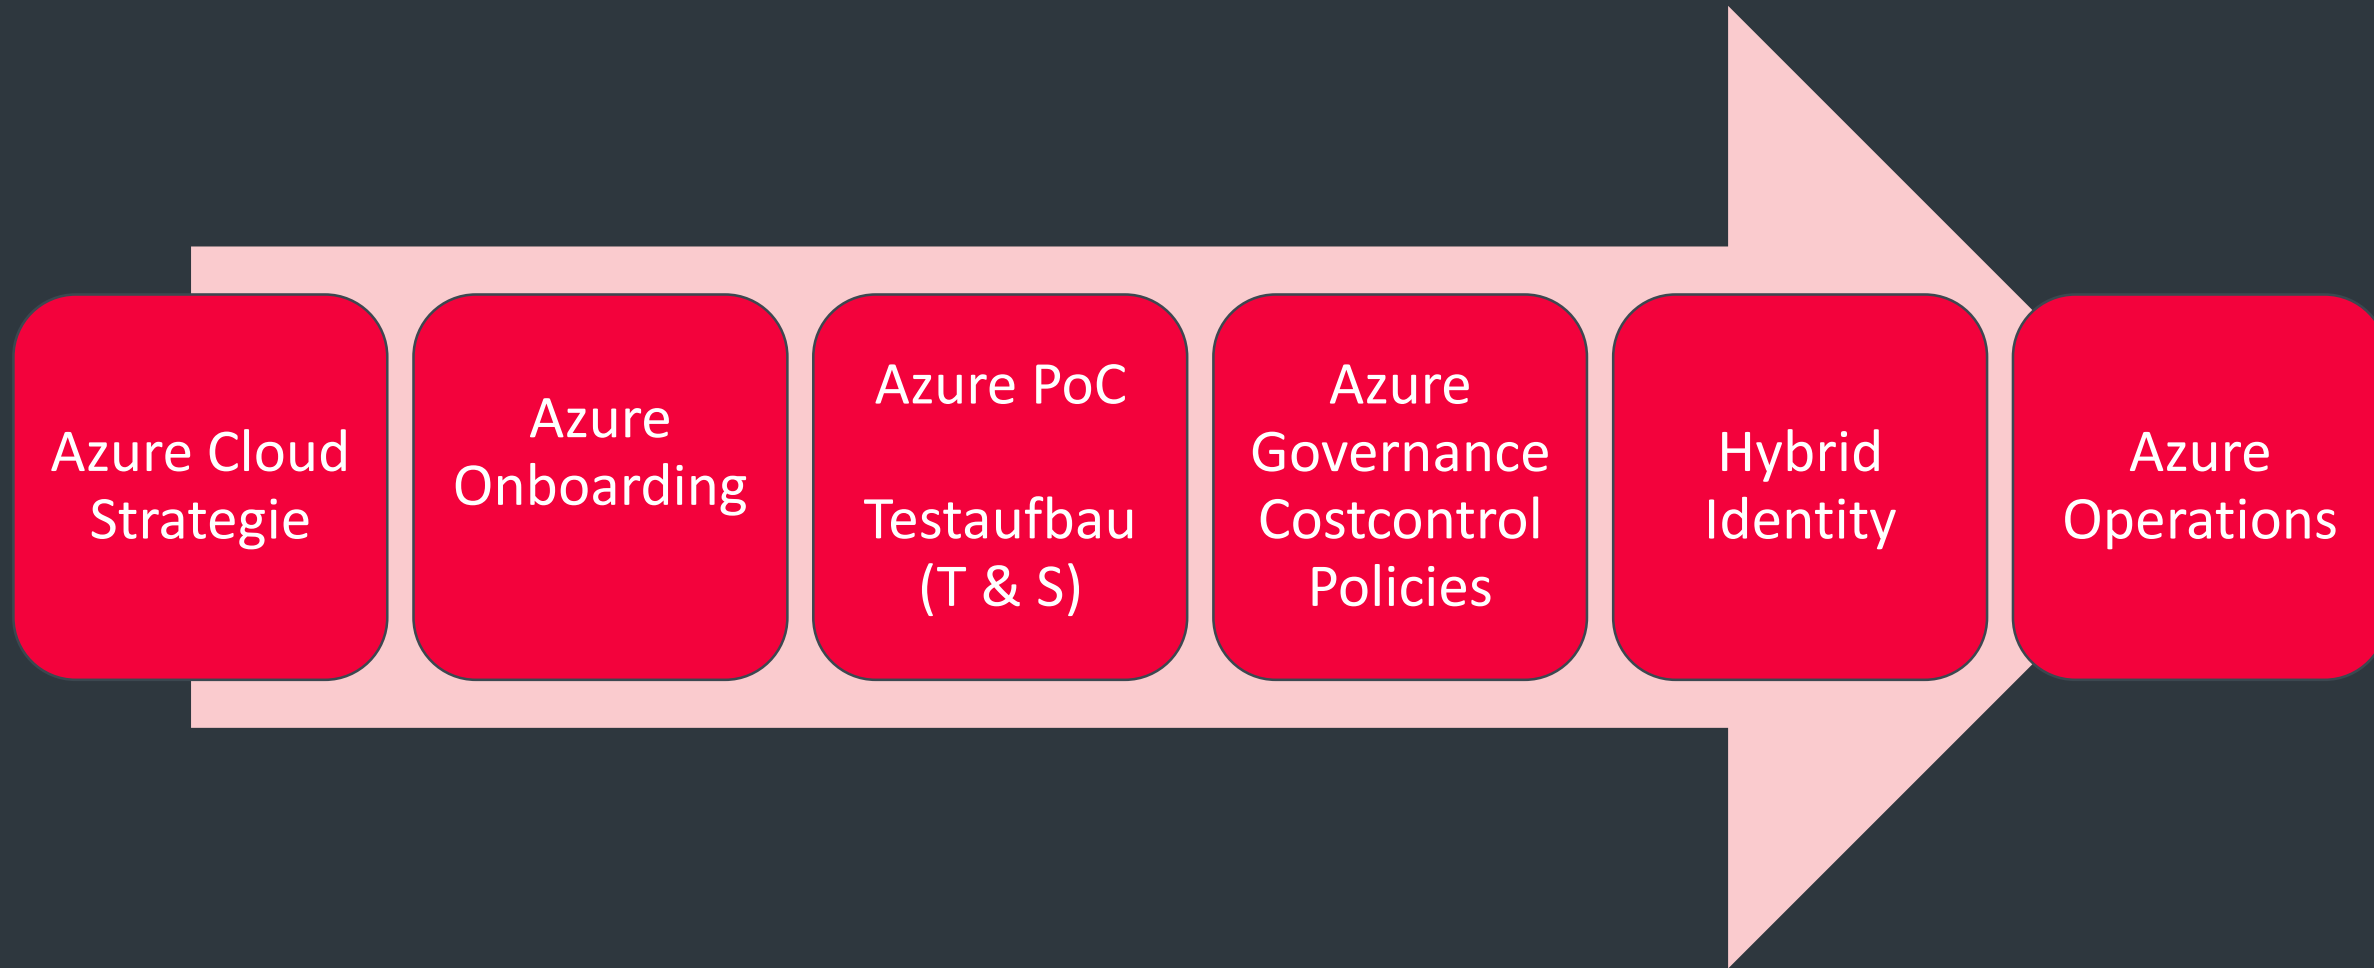 Azure Cloud
Strategie
Azure
Onboarding
Azure PoC
Testaufbau
(T & S)
Azure
Governance
Costcontrol
Policies
Hybrid
Identity
Azure
Operations